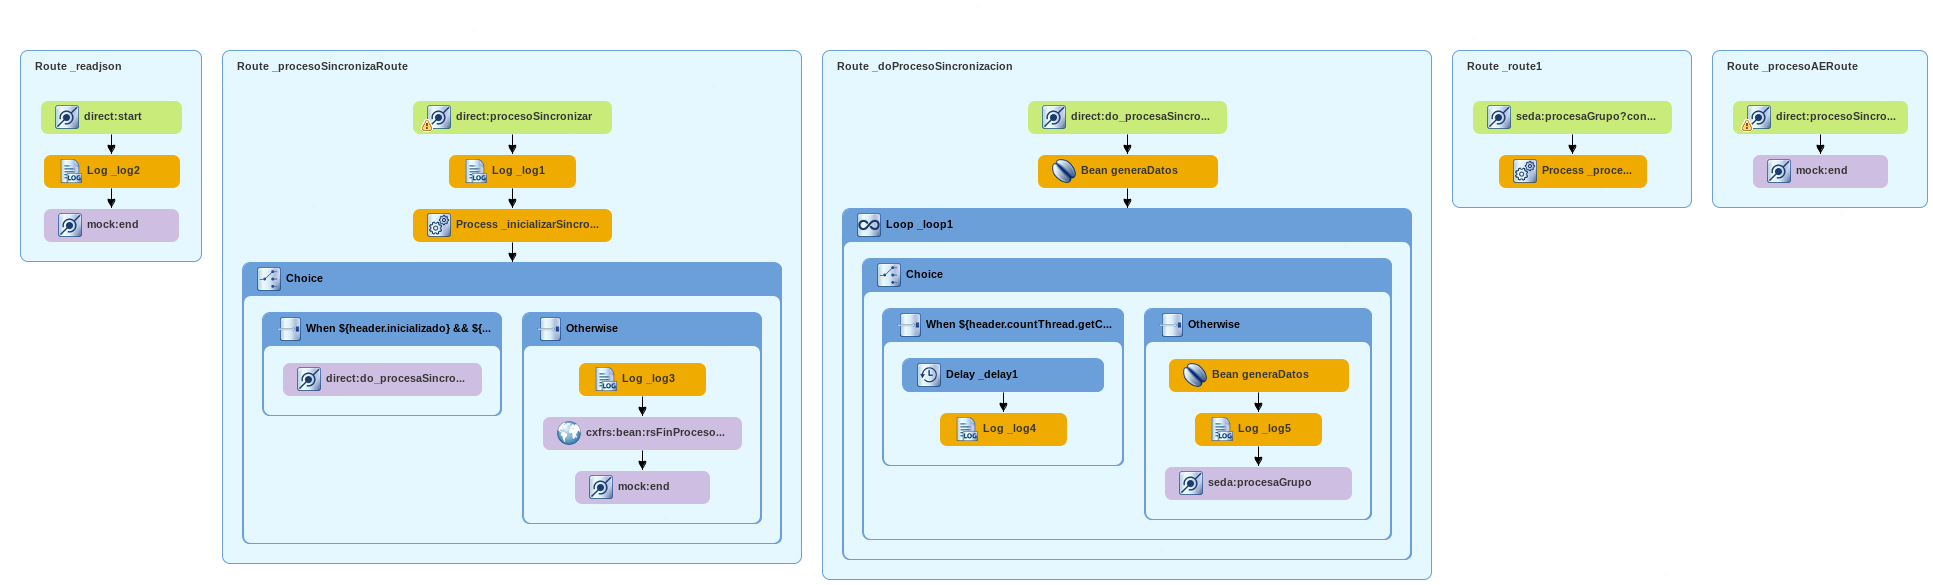 Route _readjson
direct:start
Log _log2
mock:end
Route _procesoSincronizaRoute
direct:procesoSincronizar
Log _log1
Process _inicializarSincro...
Choice
When ${header.inicializado} && ${...
direct:do_procesaSincro...
Otherwise
Log _log3
cxfrs:bean:rsFinProceso...
mock:end
Route _doProcesoSincronizacion
direct:do_procesaSincro...
Bean generaDatos
Loop _loop1
Choice
When ${header.countThread.getC...
Delay _delay1
Log _log4
Otherwise
Bean generaDatos
Log _log5
seda:procesaGrupo
Route _route1
seda:procesaGrupo?con...
Process _proce...
Route _procesoAERoute
direct:procesoSincro...
mock:end